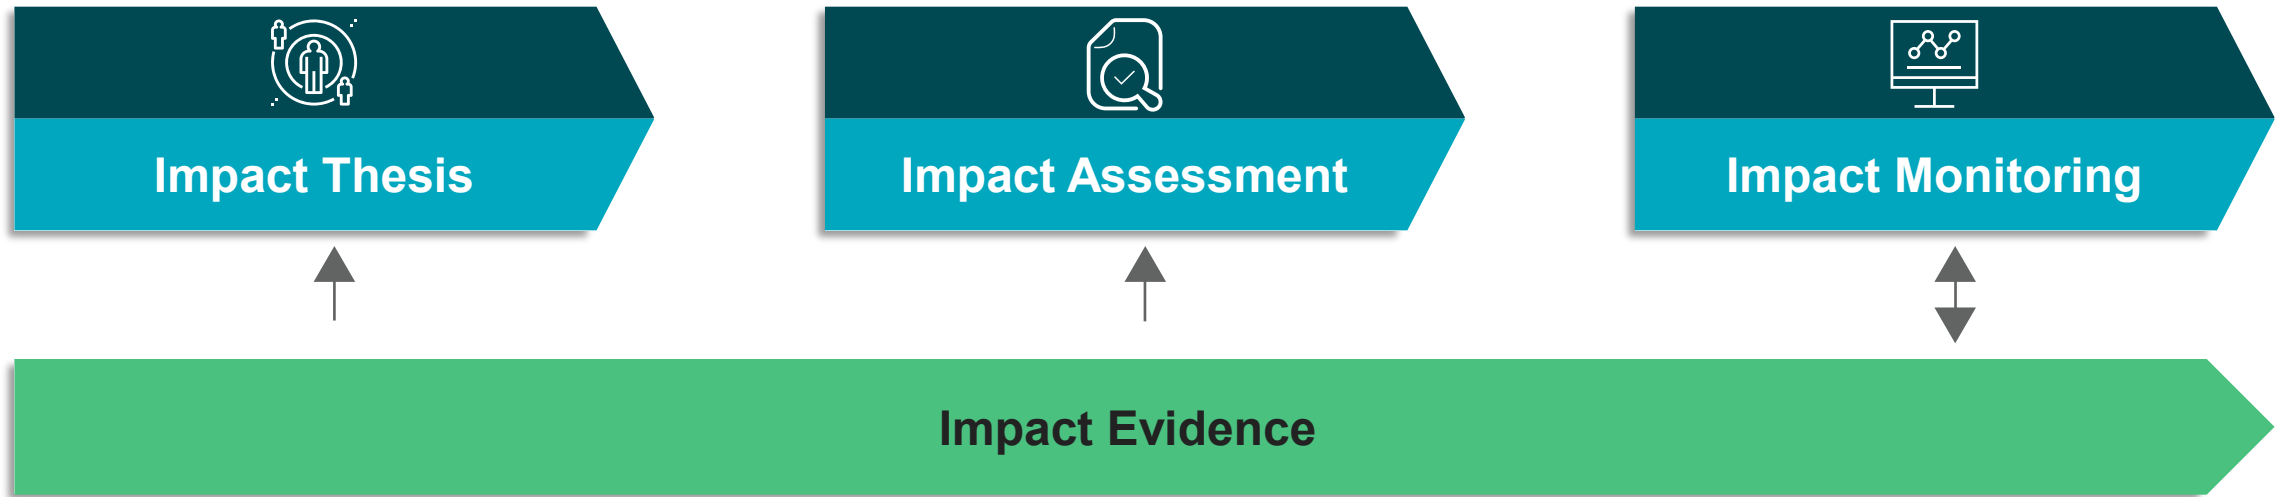 Impact Thesis
Impact Assessment
Impact Monitoring
Impact Evidence